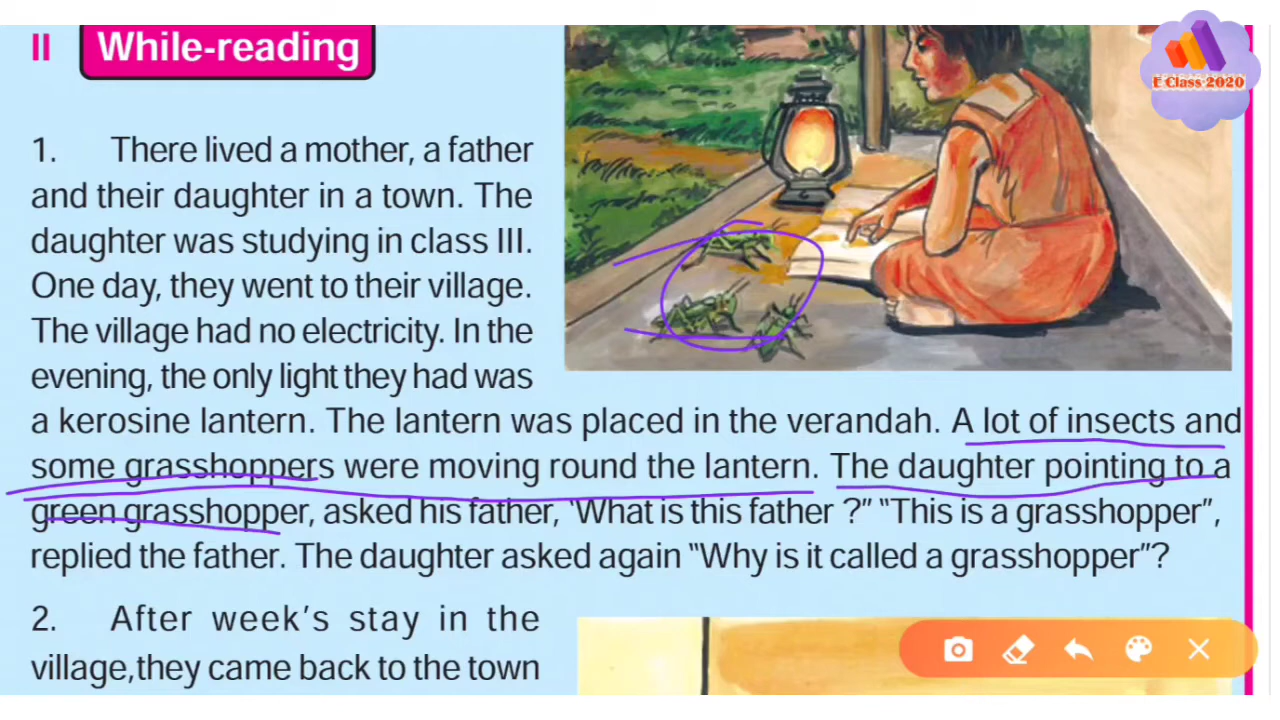 II While-reading
E Class 2020
1. There lived a mother, a father
and their daughter in a town. The
daughter was studying in class III.
One day, they went to their village.
The village had no electricity. In the
evening, the only light they had was
a kerosine lantern. The lantern was placed in the verandah. A lot of insects and
some grasshoppers were moving round the lantern. The daughter pointing to a
green grasshopper, asked his father, 'What is this father ?" "This is a grasshopper",
replied the father. The daughter asked again "Why is it called a grasshopper"?
2. After week's stay in the
village,they came back to the town